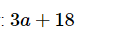 : 3a + 18